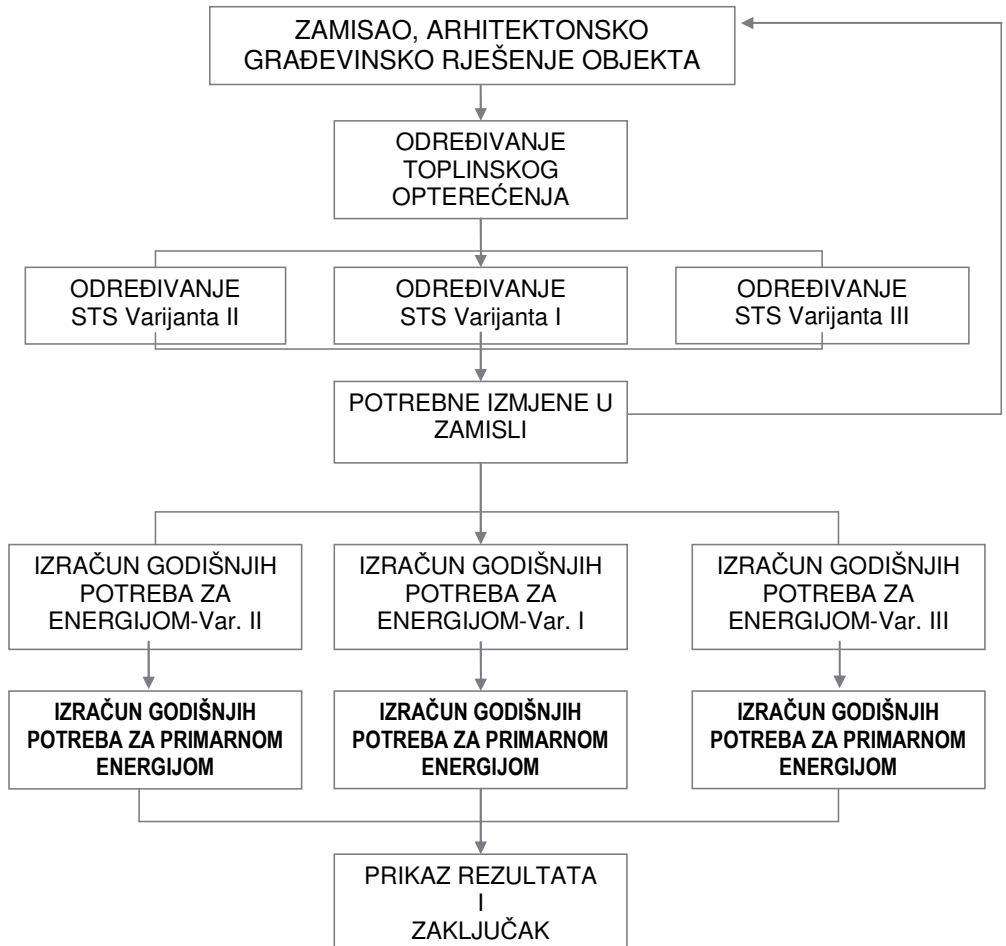 ZAMISAO, ARHITEKTONSKO
GRAĐEVINSKO RJEŠENJE OBJEKTA
ODREĐIVANJE
TOPLINSKOG
OPTEREĆENJA
ODREĐIVANJE
STS Varijanta II
ODREĐIVANJE
STS Varijanta I
ODREĐIVANJE
STS Varijanta III
POTREBNE IZMJENE U
ZAMISLI
IZRAČUN GODIŠNJIH
POTREBA ZA
ENERGIJOM-Var. II
IZRAČUN GODIŠNJIH
POTREBA ZA
ENERGIJOM-Var. I
IZRAČUN GODIŠNJIH
POTREBA ZA
ENERGIJOM-Var. III
IZRAČUN GODIŠNJIH
POTREBA ZA PRIMARNOM
ENERGIJOM
IZRAČUN GODIŠNJIH
POTREBA ZA PRIMARNOM
ENERGIJOM
IZRAČUN GODIŠNJIH
POTREBA ZA PRIMARNOM
ENERGIJOM
PRIKAZ REZULTATA
I
ZAKLJUČAK